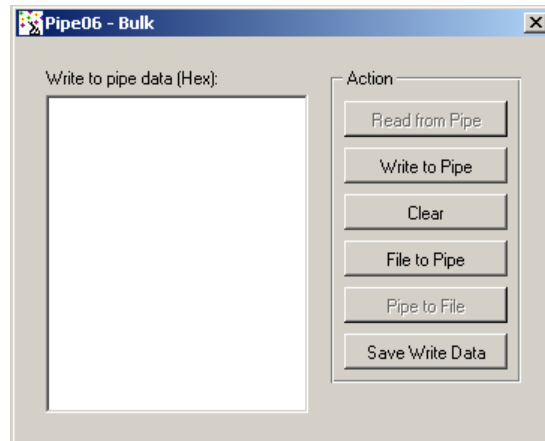 Pipe06 - Bulk
Write to pipe data (Hex):
Action
Read from Pipe
Write to Pipe
Clear
File to Pipe
Pipe to File
Save Write Data